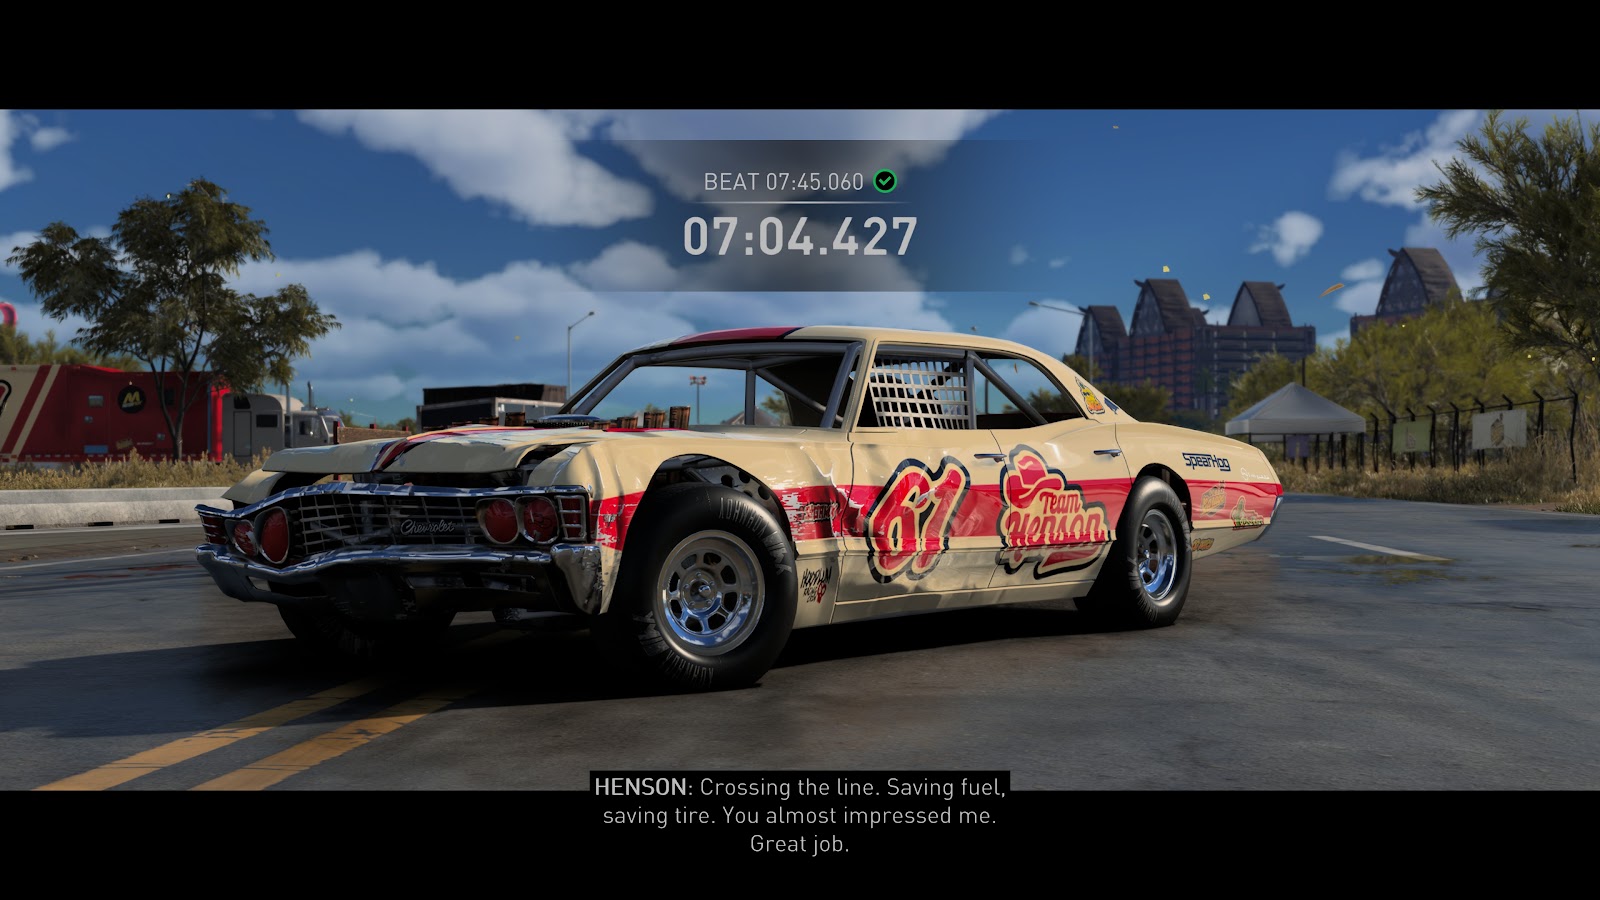 BEAT 07:45.060
07:04.427
Chevrolet
61
Team
Henson
SpearHog
HOODLUM
HENSON: Crossing the line. Saving fuel,
saving tire. You almost impressed me.
Great job.